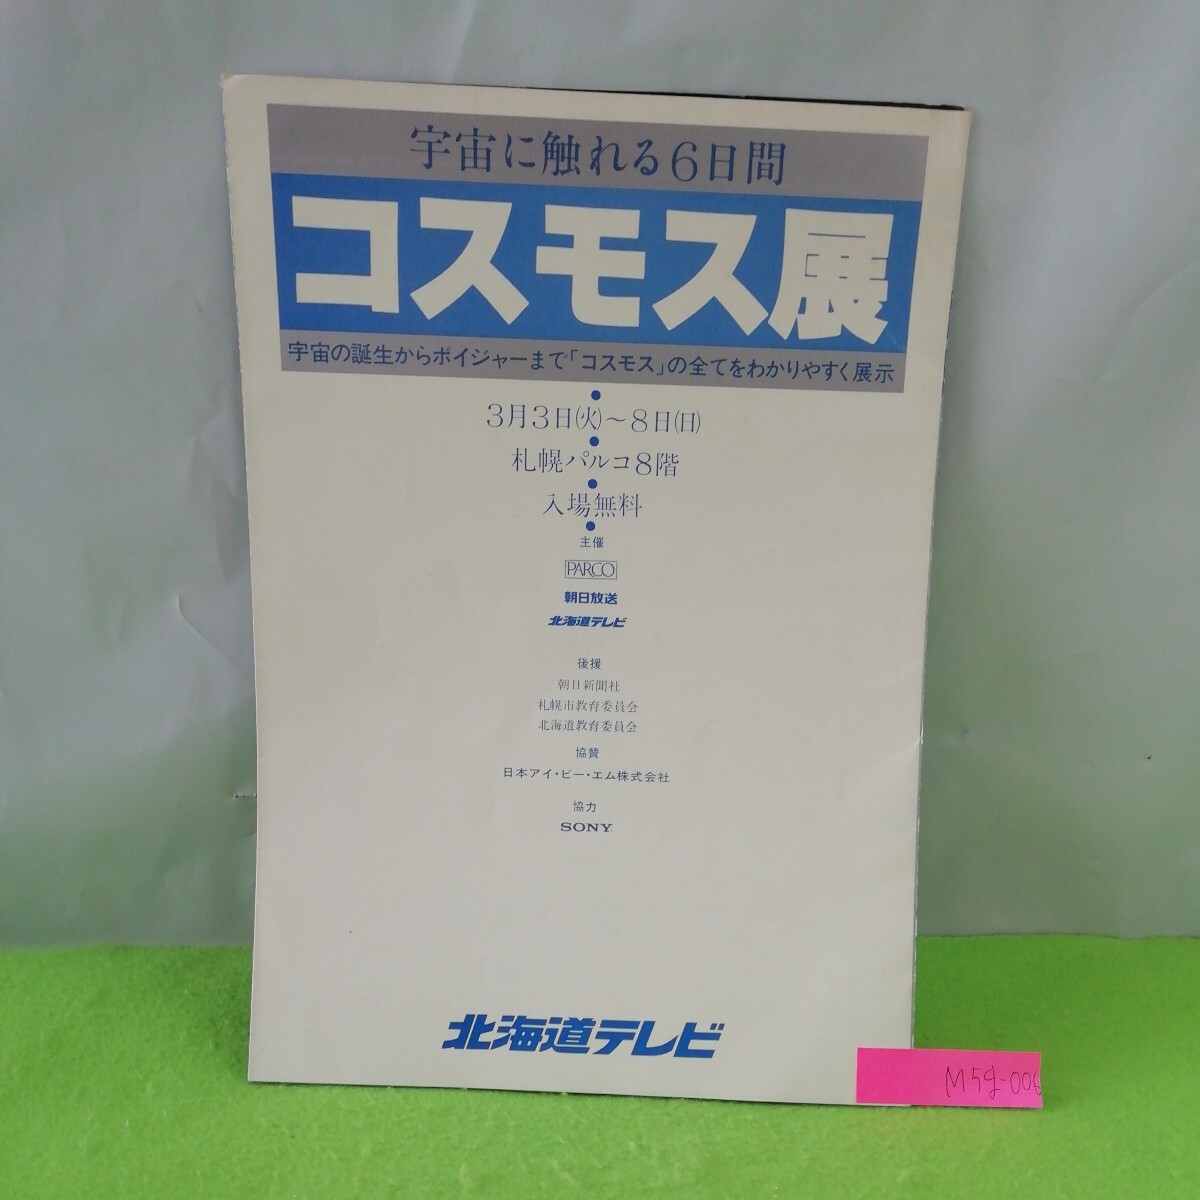 宇宙に触れる6日間
コスモス展
宇宙の誕生からボイジャーまで「コスモス」の全てをわかりやすく展示
3月3日(火)〜8日(日)
札幌パルコ8階
入場無料
主催
PARCO
朝日放送
北海道テレビ
後援
朝日新聞社
札幌市教育委員会
北海道教育委員会
協賛
日本アイ・ビー・エム株式会社
協力
SONY
北海道テレビ
M5g-006